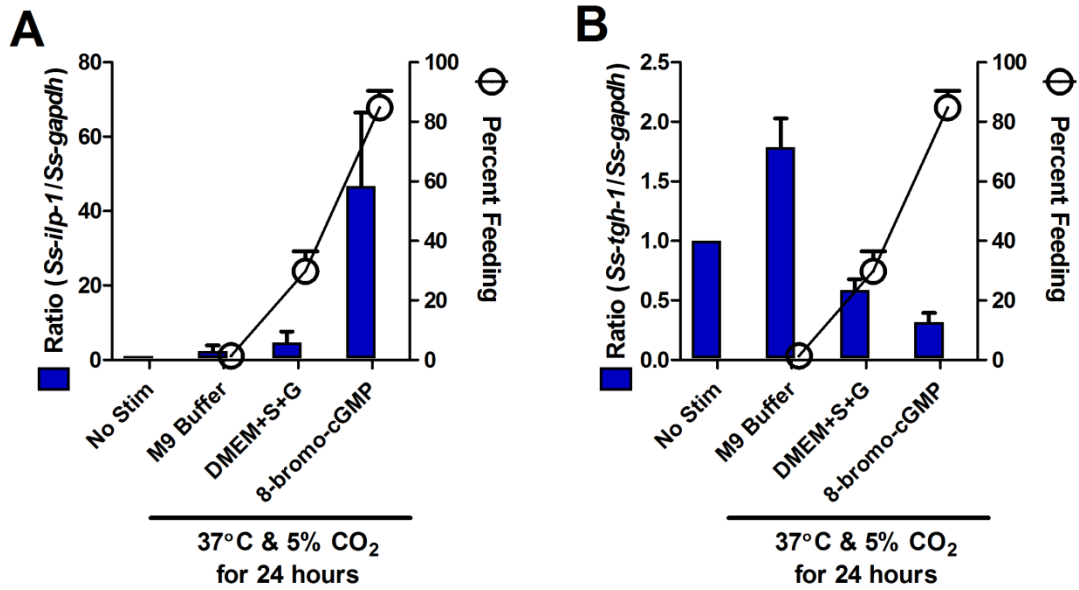 A
Ratio (Ss-ilp-1/Ss-gapdh)
80
60
40
20
0
100
80
60
40
20
0
Percent Feeding
No Stim
M9 Buffer
DMEM+S+G
8-bromo-cGMP
37°C & 5% CO₂
for 24 hours
B
Ratio (Ss-tgh-1/Ss-gapdh)
2.5
2.0
1.5
1.0
0.5
0.0
100
80
60
40
20
0
Percent Feeding
No Stim
M9 Buffer
DMEM+S+G
8-bromo-cGMP
37°C & 5% CO₂
for 24 hours